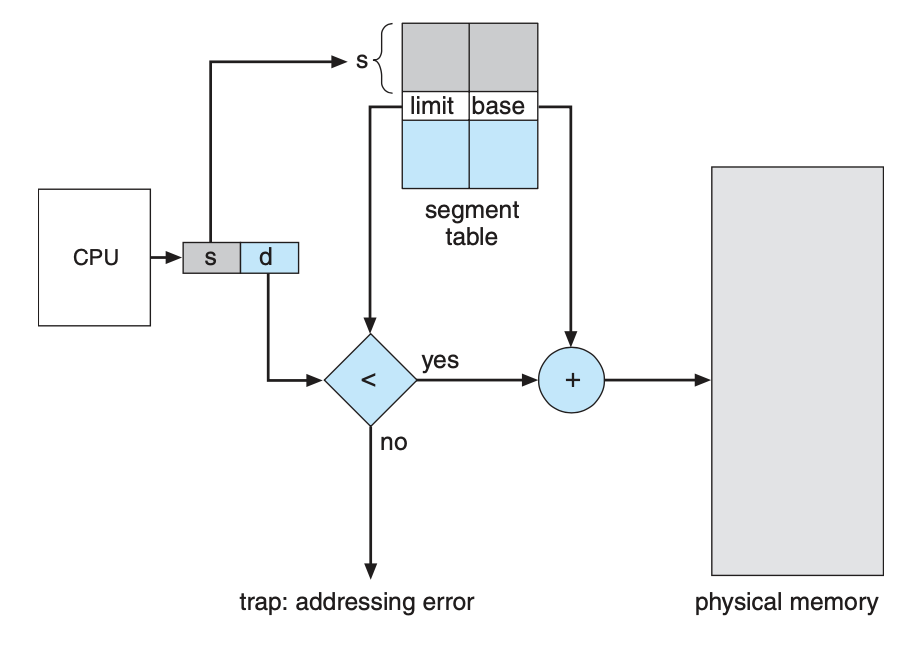 s
limit base
segment
table
CPU
s d
<
yes
+
no
trap: addressing error
physical memory